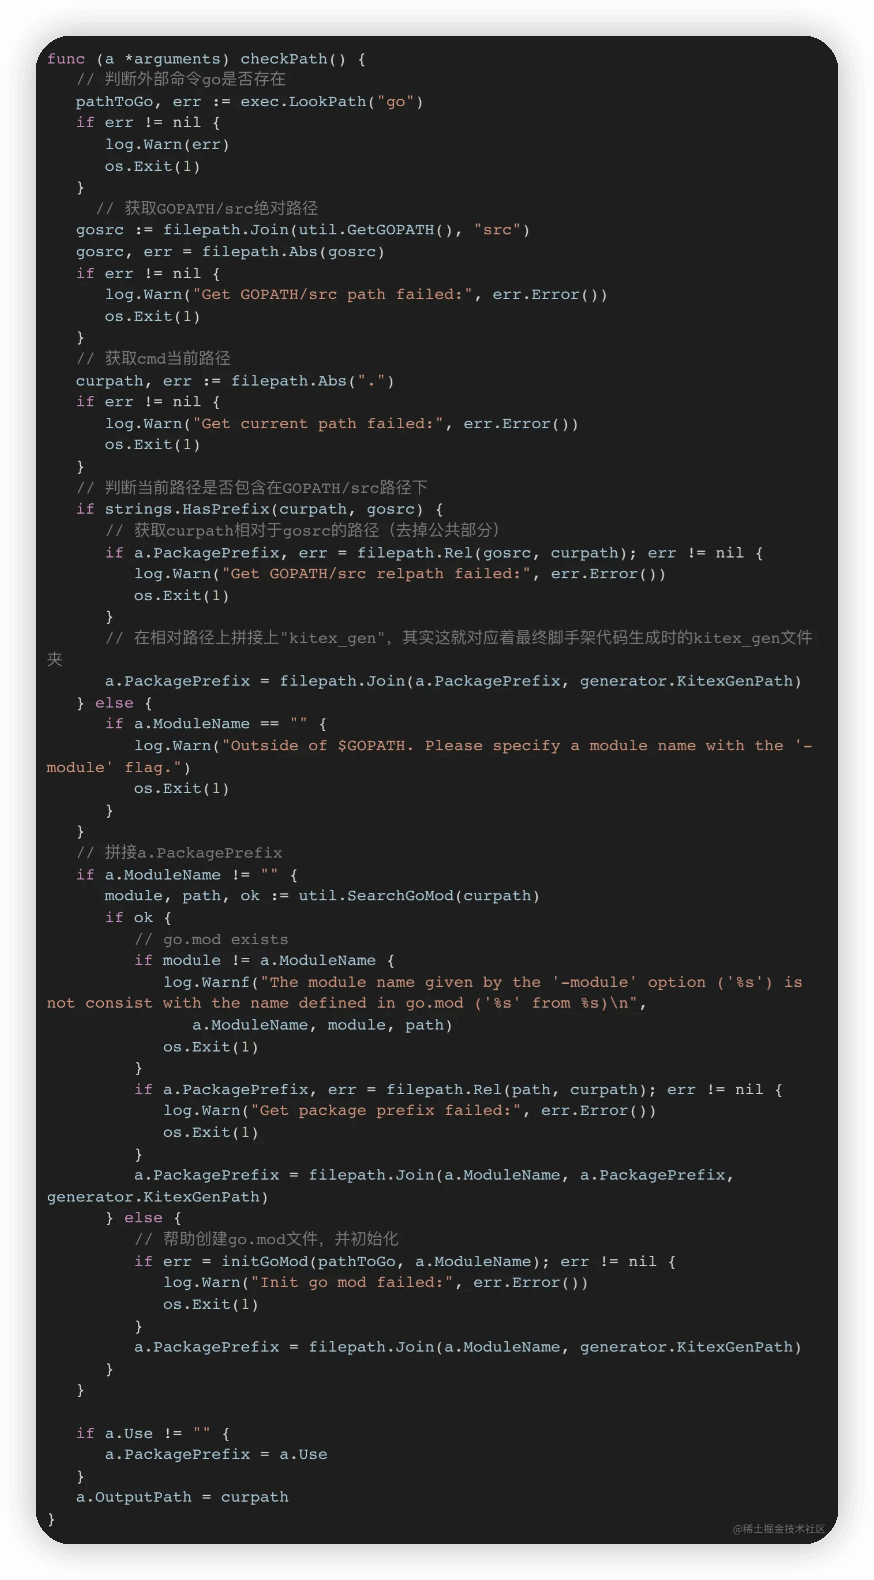 func (a *arguments) checkPath() {
   // 判断外部命令go是否存在
   pathToGo, err := exec.LookPath("go")
   if err != nil {
      log.Warn(err)
      os.Exit(1)
   }
     // 获取GOPATH/src绝对路径
   gosrc := filepath.Join(util.GetGOPATH(), "src")
   gosrc, err = filepath.Abs(gosrc)
   if err != nil {
      log.Warn("Get GOPATH/src path failed:", err.Error())
      os.Exit(1)
   }
   // 获取cmd当前路径
   curpath, err := filepath.Abs(".")
   if err != nil {
      log.Warn("Get current path failed:", err.Error())
      os.Exit(1)
   }
   // 判断当前路径是否包含在GOPATH/src路径下
   if strings.HasPrefix(curpath, gosrc) {
      // 获取curpath相对于gosrc的路径（去掉公共部分）
      if a.PackagePrefix, err = filepath.Rel(gosrc, curpath); err != nil {
         log.Warn("Get GOPATH/src relpath failed:", err.Error())
         os.Exit(1)
      }
      // 在相对路径上拼接上"kitex_gen"，其实这就对应着最终脚手架代码生成时的kitex_gen文件
夹
      a.PackagePrefix = filepath.Join(a.PackagePrefix, generator.KitexGenPath)
   } else {
      if a.ModuleName == "" {
         log.Warn("Outside of $GOPATH. Please specify a module name with the '-
module' flag.")
         os.Exit(1)
      }
   }
   // 拼接a.PackagePrefix
   if a.ModuleName != "" {
      module, path, ok := util.SearchGoMod(curpath)
      if ok {
         // go.mod exists
         if module != a.ModuleName {
            log.Warnf("The module name given by the '-module' option ('%s') is
not consist with the name defined in go.mod ('%s' from %s)\n",
               a.ModuleName, module, path)
            os.Exit(1)
         }
         if a.PackagePrefix, err = filepath.Rel(path, curpath); err != nil {
            log.Warn("Get package prefix failed:", err.Error())
            os.Exit(1)
         }
         a.PackagePrefix = filepath.Join(a.ModuleName, a.PackagePrefix,
generator.KitexGenPath)
      } else {
         // 帮助创建go.mod文件，并初始化
         if err = initGoMod(pathToGo, a.ModuleName); err != nil {
            log.Warn("Init go mod failed:", err.Error())
            os.Exit(1)
         }
         a.PackagePrefix = filepath.Join(a.ModuleName, generator.KitexGenPath)
      }
   }

   if a.Use != "" {
      a.PackagePrefix = a.Use
   }
   a.OutputPath = curpath
}
@稀土掘金技术社区